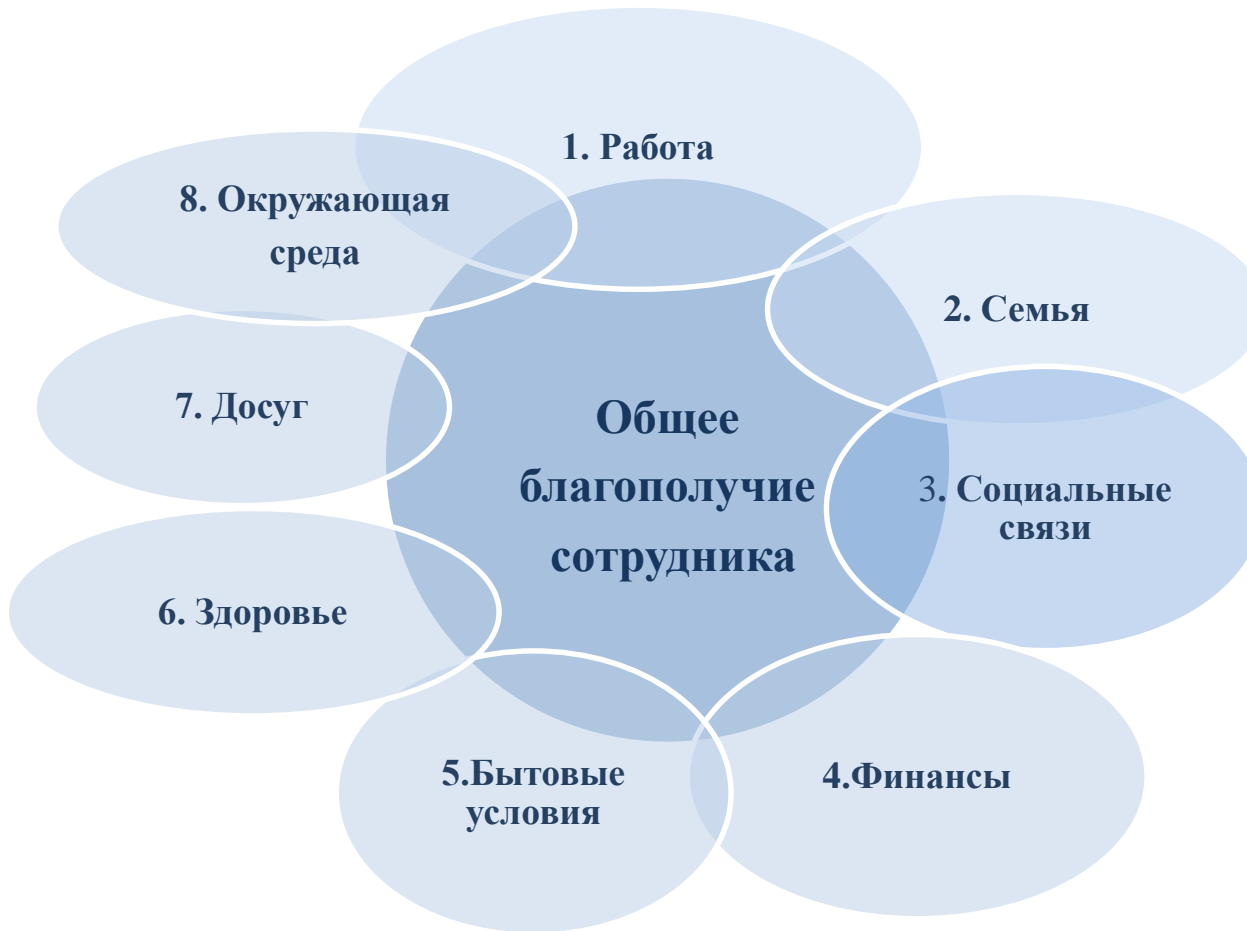 1. Работа
2. Семья
3. Социальные
связи
4.Финансы
5.Бытовые
условия
6. Здоровье
7. Досуг
8. Окружающая
среда
Общее
благополучие
сотрудника